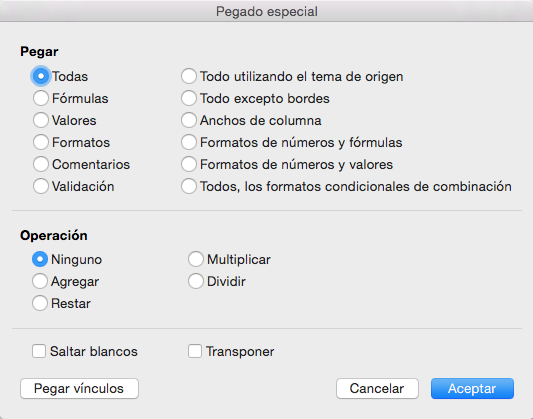 Pegado especial
Pegar
Todas
Todo utilizando el tema de origen
Fórmulas
Todo excepto bordes
Valores
Anchos de columna
Formatos
Formatos de números y fórmulas
Comentarios
Formatos de números y valores
Validación
Todos, los formatos condicionales de combinación
Operación
Ninguno
Multiplicar
Agregar
Dividir
Restar
Saltar blancos
Transponer
Pegar vínculos
Cancelar
Aceptar